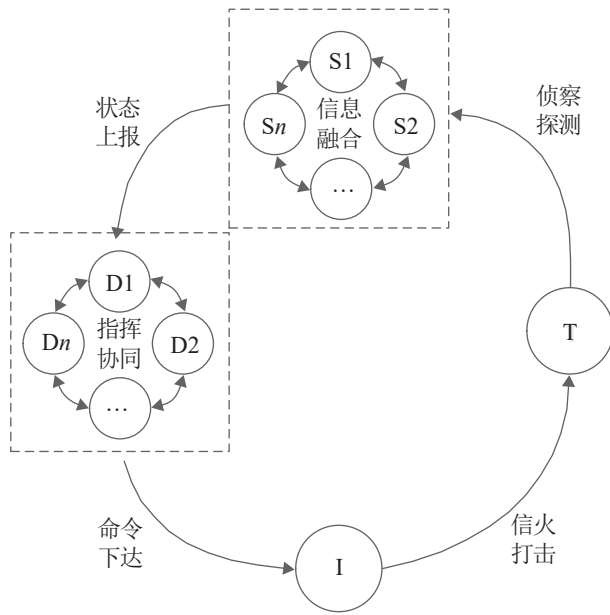 S1
Sn
信息
融合
S2
…
状态
上报
侦察
探测
D1
Dn
指挥
协同
D2
…
T
命令
下达
I
信火
打击